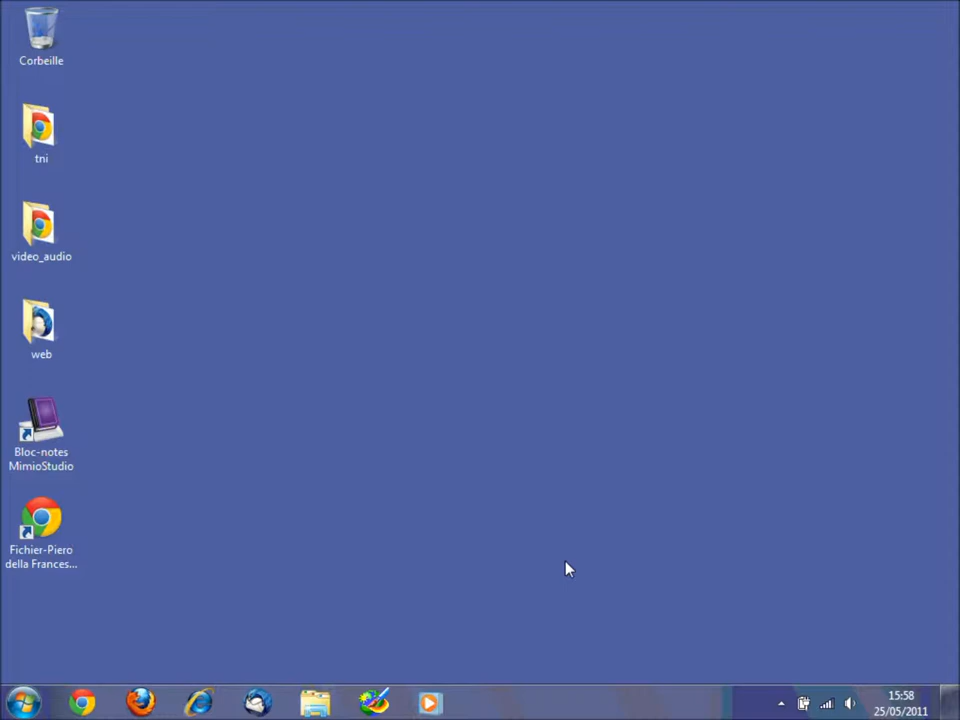 Corbeille
tni
video_audio
web
Bloc-notes
MimioStudio
Fichier-Piero
della Frances...
15:58
25/05/2011